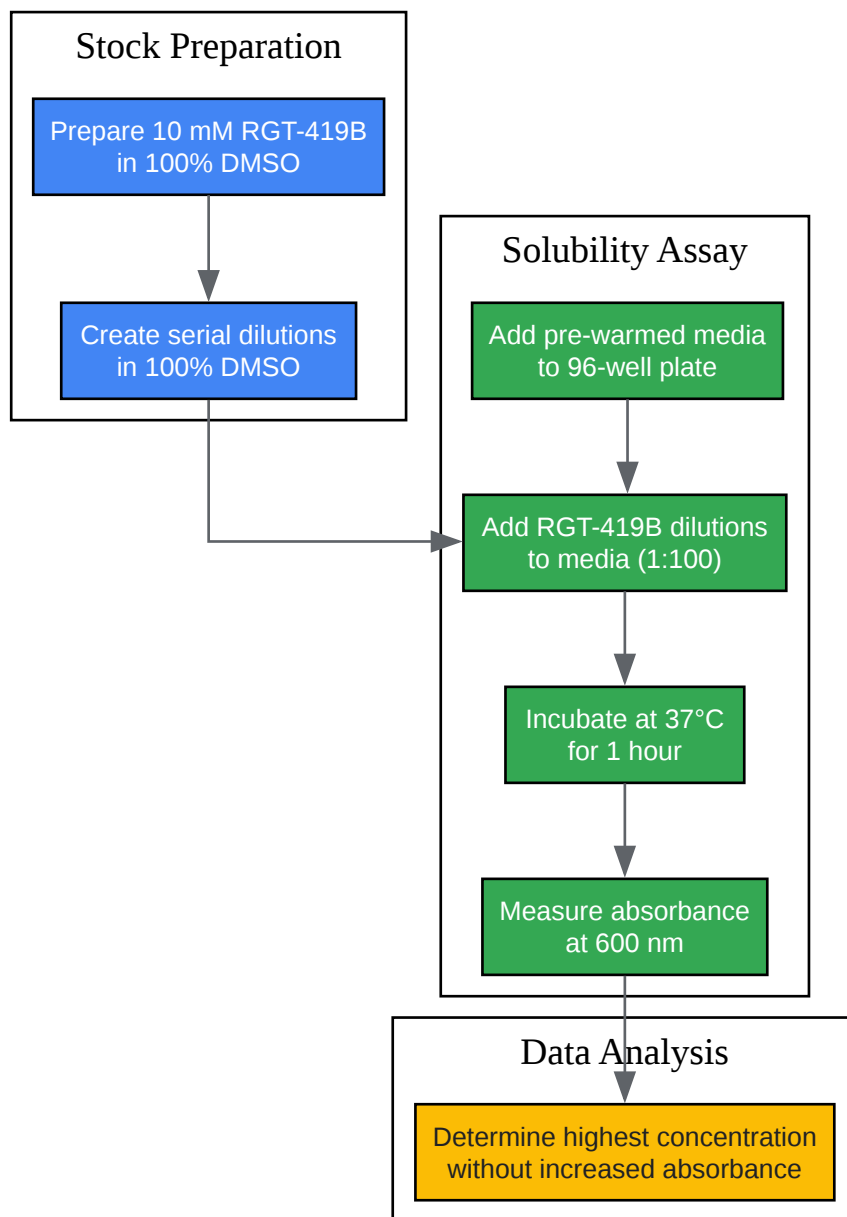 Stock Preparation
Prepare 10 mM RGT-419B
in 100% DMSO
Create serial dilutions
in 100% DMSO
Solubility Assay
Add pre-warmed media
to 96-well plate
Add RGT-419B dilutions
to media (1:100)
Incubate at 37°C
for 1 hour
Measure absorbance
at 600 nm
Data Analysis
Determine highest concentration
without increased absorbance